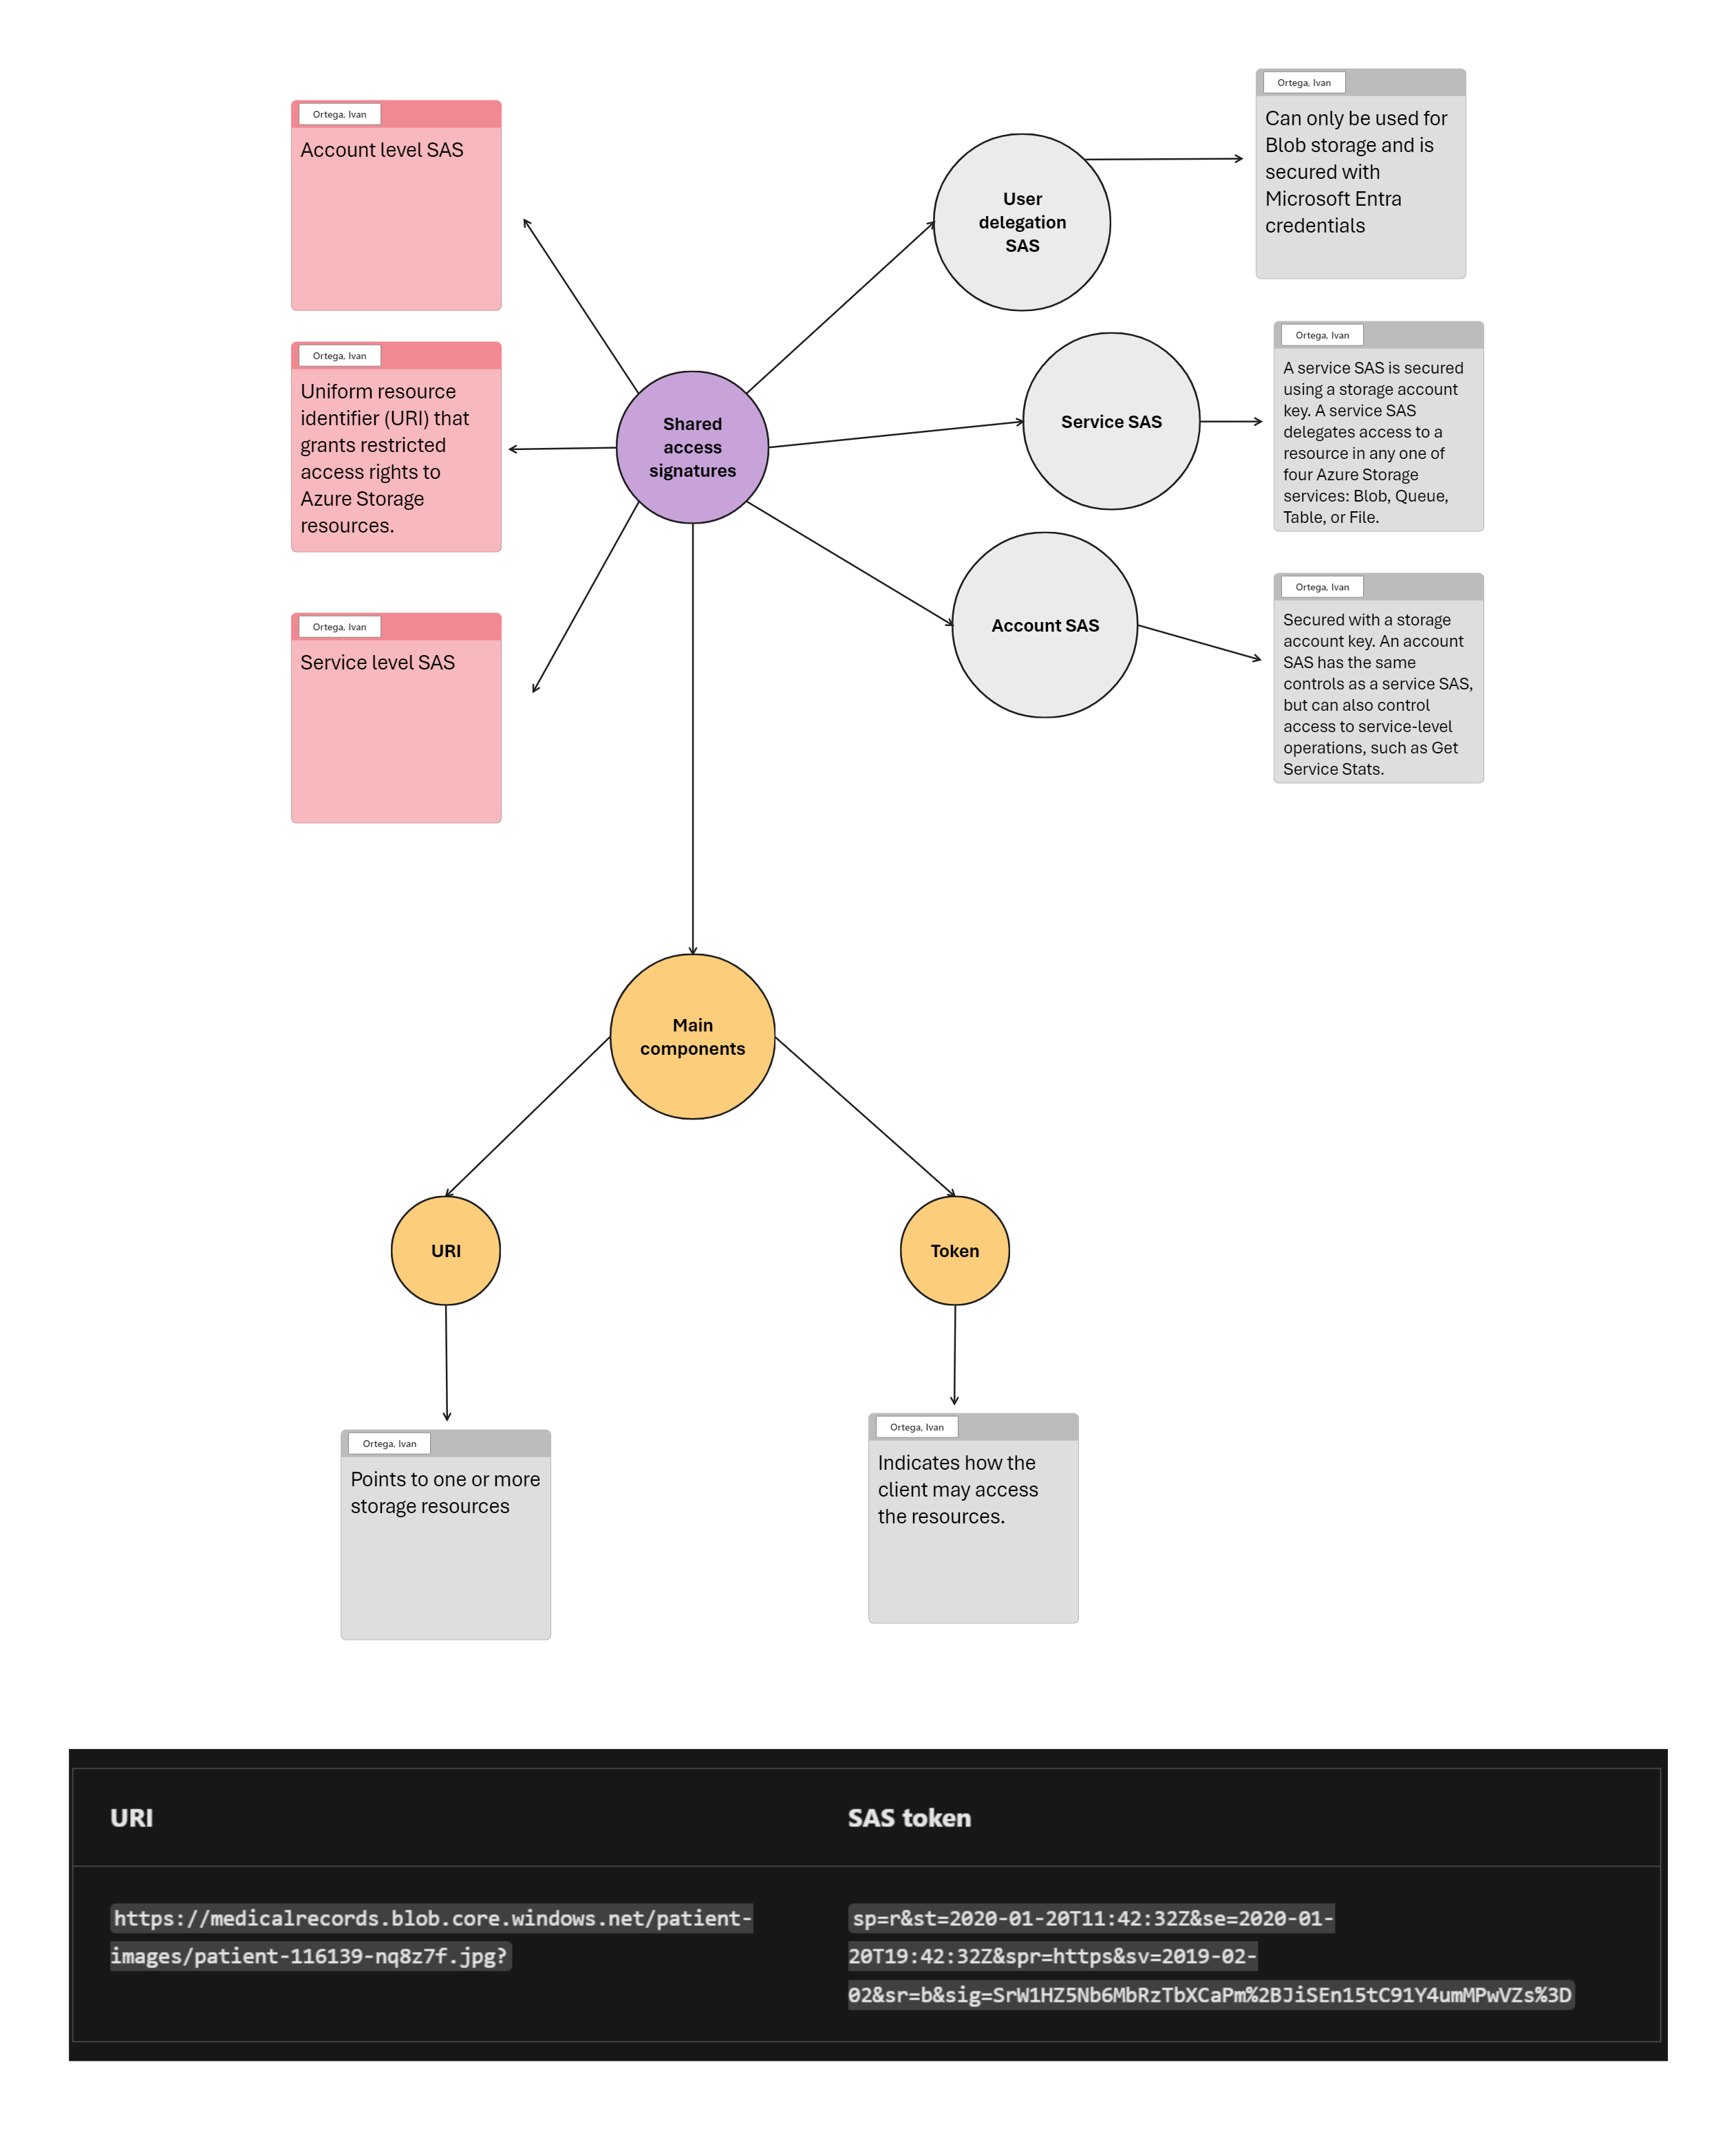 Ortega, Ivan
Account level SAS
Ortega, Ivan
Uniform resource
identifier (URI) that
grants restricted
access rights to
Azure Storage
resources.
Ortega, Ivan
Service level SAS
Shared
access
signatures
User
delegation
SAS
Ortega, Ivan
Can only be used for
Blob storage and is
secured with
Microsoft Entra
credentials
Service SAS
Ortega, Ivan
A service SAS is secured
using a storage account
key. A service SAS
delegates access to a
resource in any one of
four Azure Storage
services: Blob, Queue,
Table, or File.
Account SAS
Ortega, Ivan
Secured with a storage
account key. An account
SAS has the same
controls as a service SAS,
but can also control
access to service-level
operations, such as Get
Service Stats.
Main
components
URI
Token
Ortega, Ivan
Points to one or more
storage resources
Ortega, Ivan
Indicates how the
client may access
the resources.
URI
https://medicalrecords.blob.core.windows.net/patient-
images/patient-116139-nq8z7f.jpg?
SAS token
sp=r&st=2020-01-20T11:42:32Z&se=2020-01-
20T19:42:32Z&spr=https&sv=2019-02-
02&sr=b&sig=SrW1HZ5Nb6MbRzTbXCaPm%2BJiSEn15tC91Y4umMPwVZs%3D